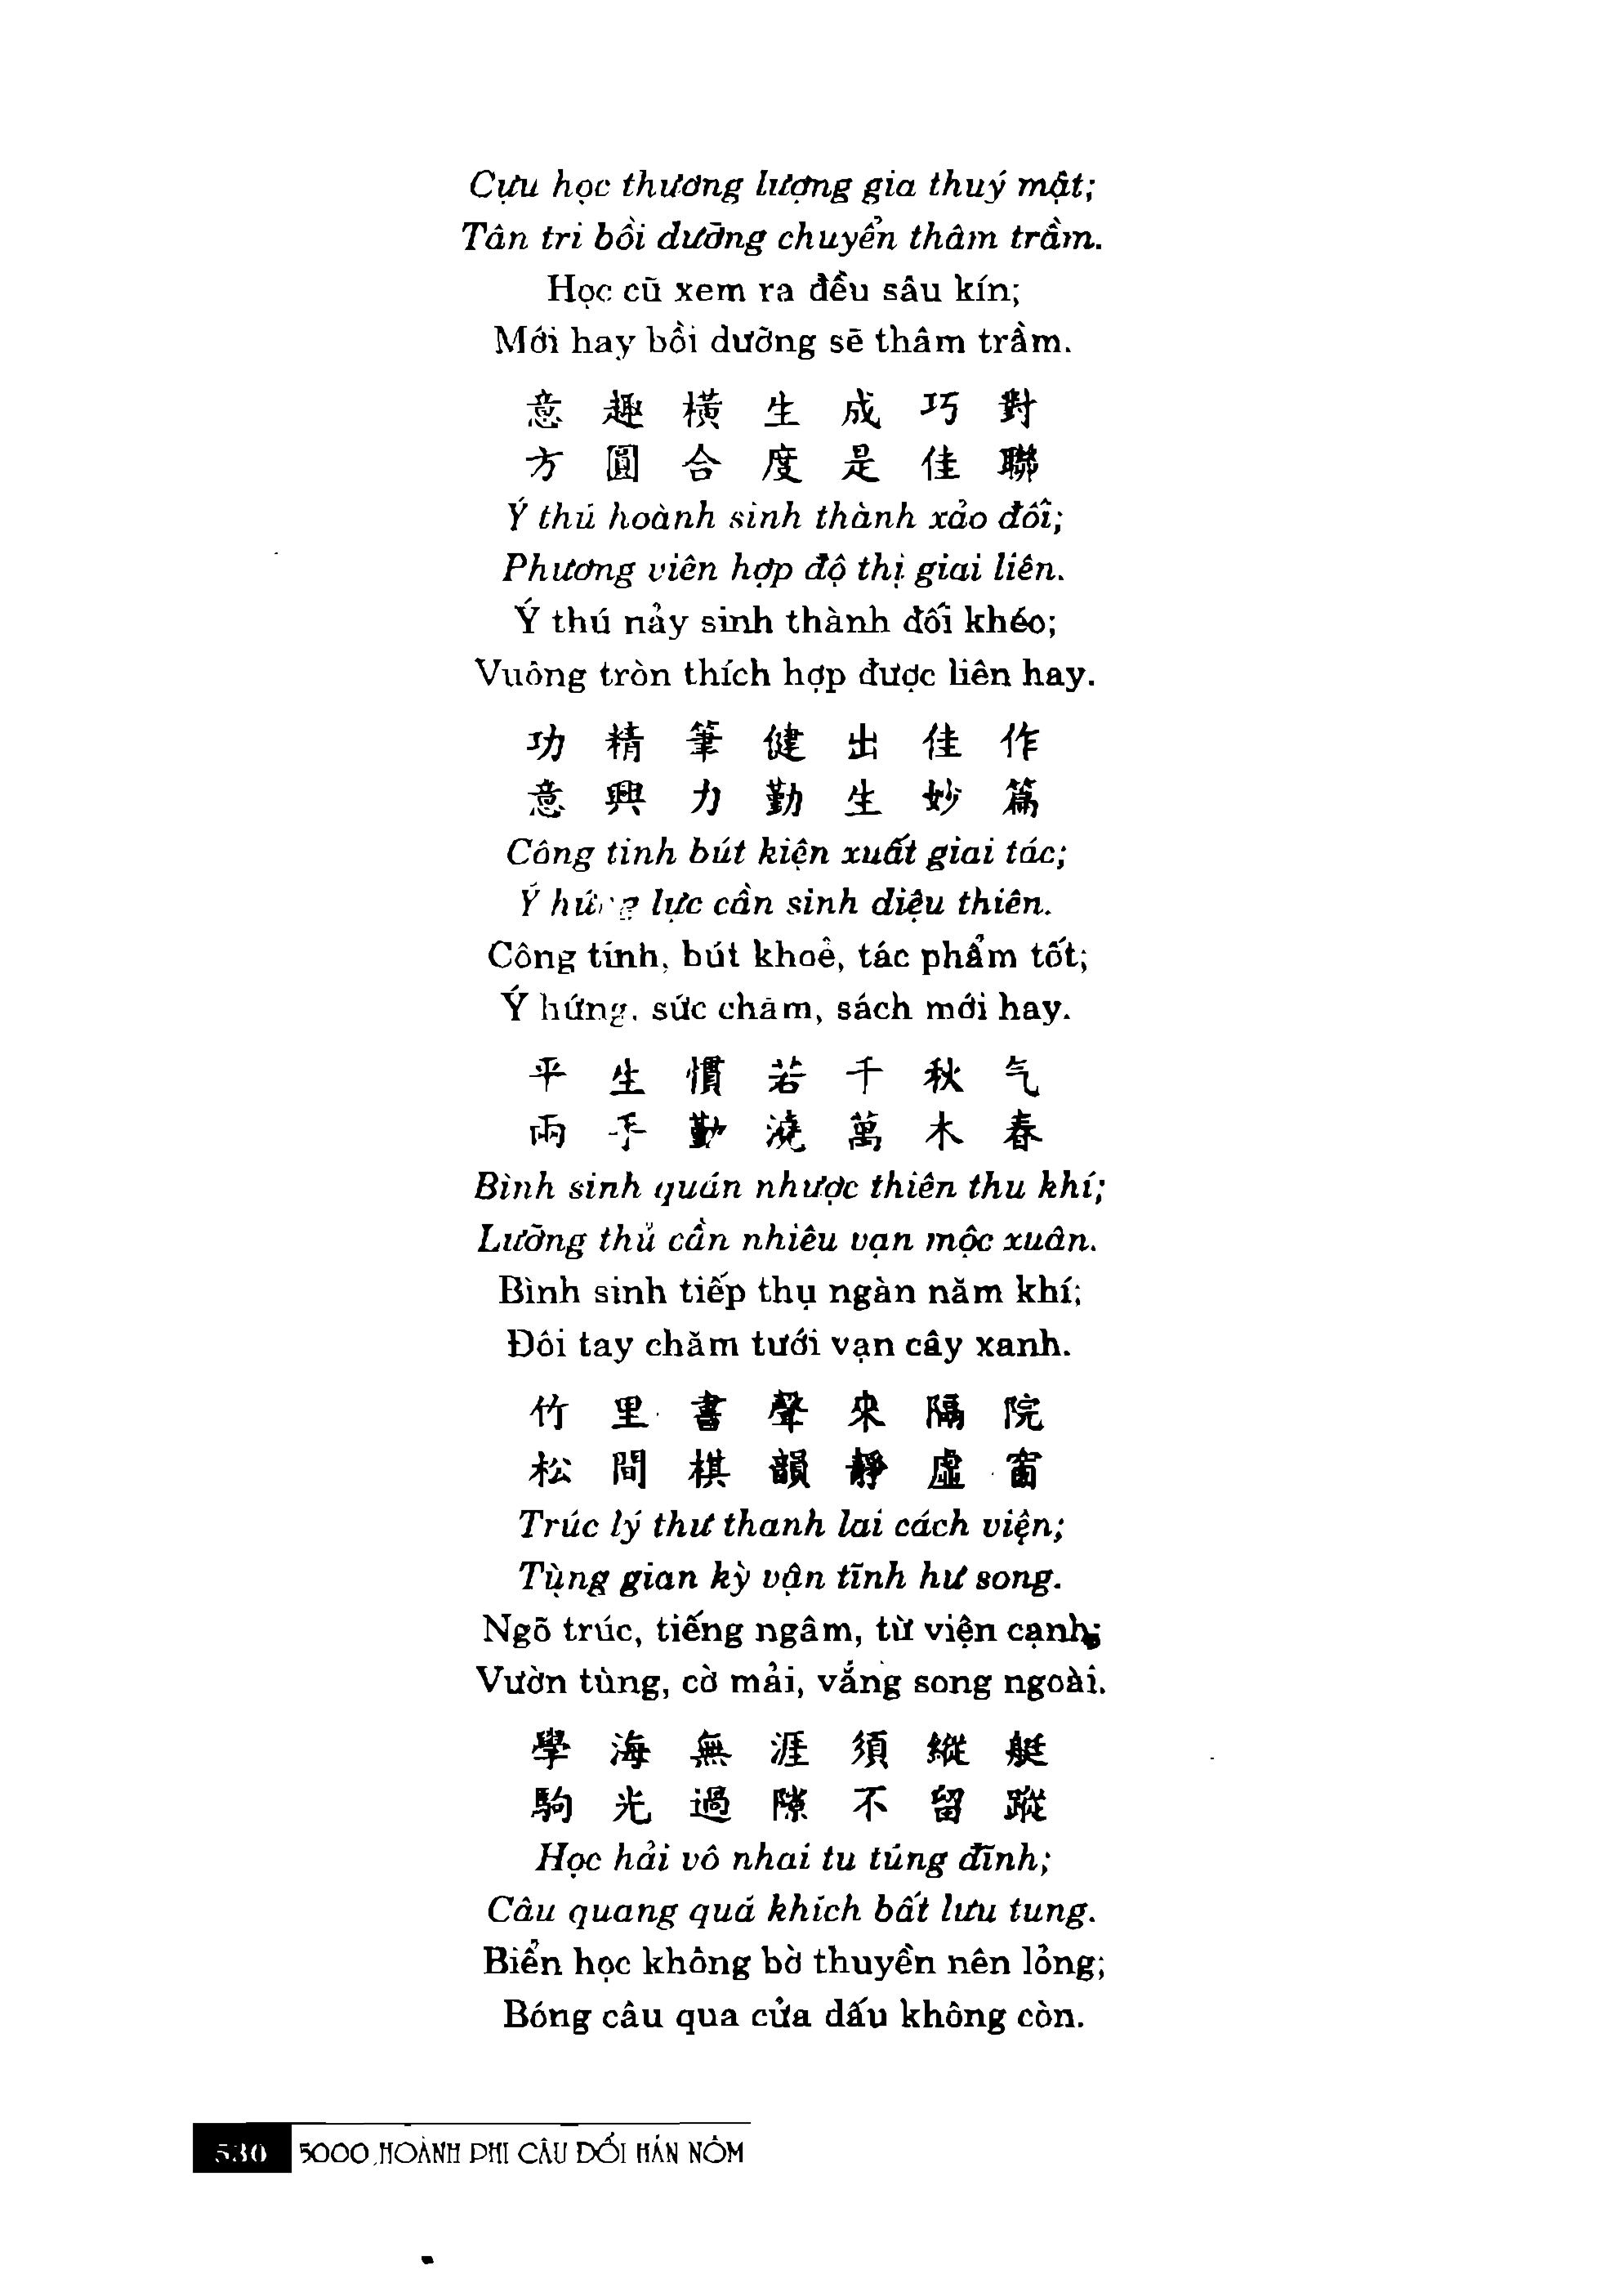 Cựu học thương lượng gia thuý mật;
Tân tri bồi dưỡng chuyển thâm trầm.
Học cũ xem ra đều sâu kín;
Mới hay bồi dưỡng sẽ thâm trầm.
意 趣 橫 生 成 巧 對
方 圓 合 度 是 佳 聯
Ý thú hoành sinh thành xảo đối;
Phương viên hợp độ thị giai liên.
Ý thú nảy sinh thành đối khéo;
Vuông tròn thích hợp được liên hay.
功 精 筆 健 出 佳 作
意 興 力 勤 生 妙 篇
Công tinh bút kiện xuất giai tác;
Ý hứng lực cần sinh diệu thiên.
Công tinh, bút khoẻ, tác phẩm tốt;
Ý hứng, sức chăm, sách mới hay.
平 生 慣 若 千 秋 气
兩 手 勤 澆 萬 木 春
Bình sinh quán nhược thiên thu khí;
Lưỡng thủ cần nhiêu vạn mộc xuân.
Bình sinh tiếp thụ ngàn năm khí;
Đôi tay chăm tưới vạn cây xanh.
竹 里 書 聲 來 隔 院
松 間 棋 韻 靜 虛 窗
Trúc lý thư thanh lai cách viện;
Tùng gian kỳ vận tĩnh hư song.
Ngõ trúc, tiếng ngâm, từ viện cạnh;
Vườn tùng, cờ mải, vắng song ngoài.
學 海 無 涯 須 縱 艇
駒 光 過 隙 不 留 蹤
Học hải vô nhai tu túng đĩnh;
Câu quang quá khích bất lưu tung.
Biển học không bờ thuyền nên lỏng;
Bóng câu qua cửa dấu không còn.
530 5000 HOÀNH PHI CÂU ĐỐI HÁN NÔM